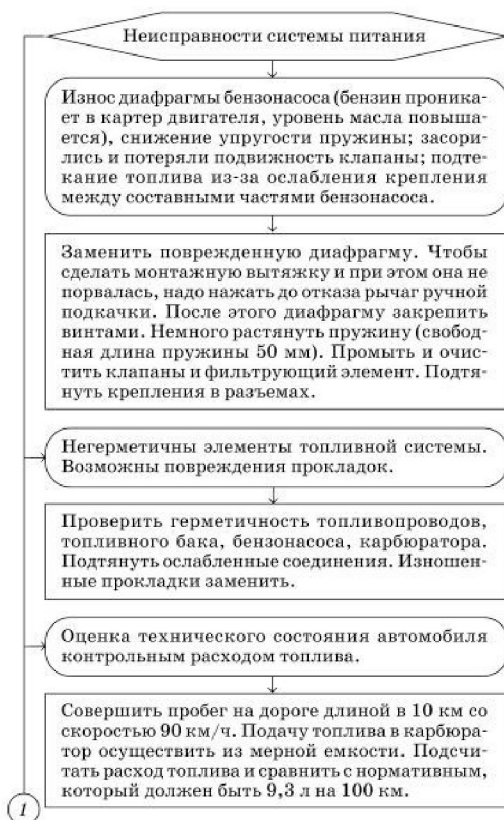 Неисправности системы питания
Износ диафрагмы бензонасоса (бензин проника-
ет в картер двигателя, уровень масла повыша-
ется), снижение упругости пружины; засори-
лись и потеряли подвижность клапаны; подте-
кание топлива из-за ослабления крепления
между составными частями бензонасоса.
Заменить поврежденную диафрагму. Чтобы
сделать монтажную вытяжку и при этом она не
порвалась, надо нажать до отказа рычаг ручной
подкачки. После этого диафрагму закрепить
винтами. Немного растянуть пружину (свобод-
ная длина пружины 50 мм). Промыть и очис-
тить клапаны и фильтрующий элемент. Подтя-
нуть крепления в разъемах.
Негерметичны элементы топливной системы.
Возможны повреждения прокладок.
Проверить герметичность топливопроводов,
топливного бака, бензонасоса, карбюратора.
Подтянуть ослабленные соединения. Изношен-
ные прокладки заменить.
Оценка технического состояния автомобиля
контрольным расходом топлива.
Совершить пробег на дороге длиной в 10 км со
скоростью 90 км/ч. Подачу топлива в карбюра-
тор осуществить из мерной емкости. Подсчи-
тать расход топлива и сравнить с нормативным,
который должен быть 9,3 л на 100 км.
1